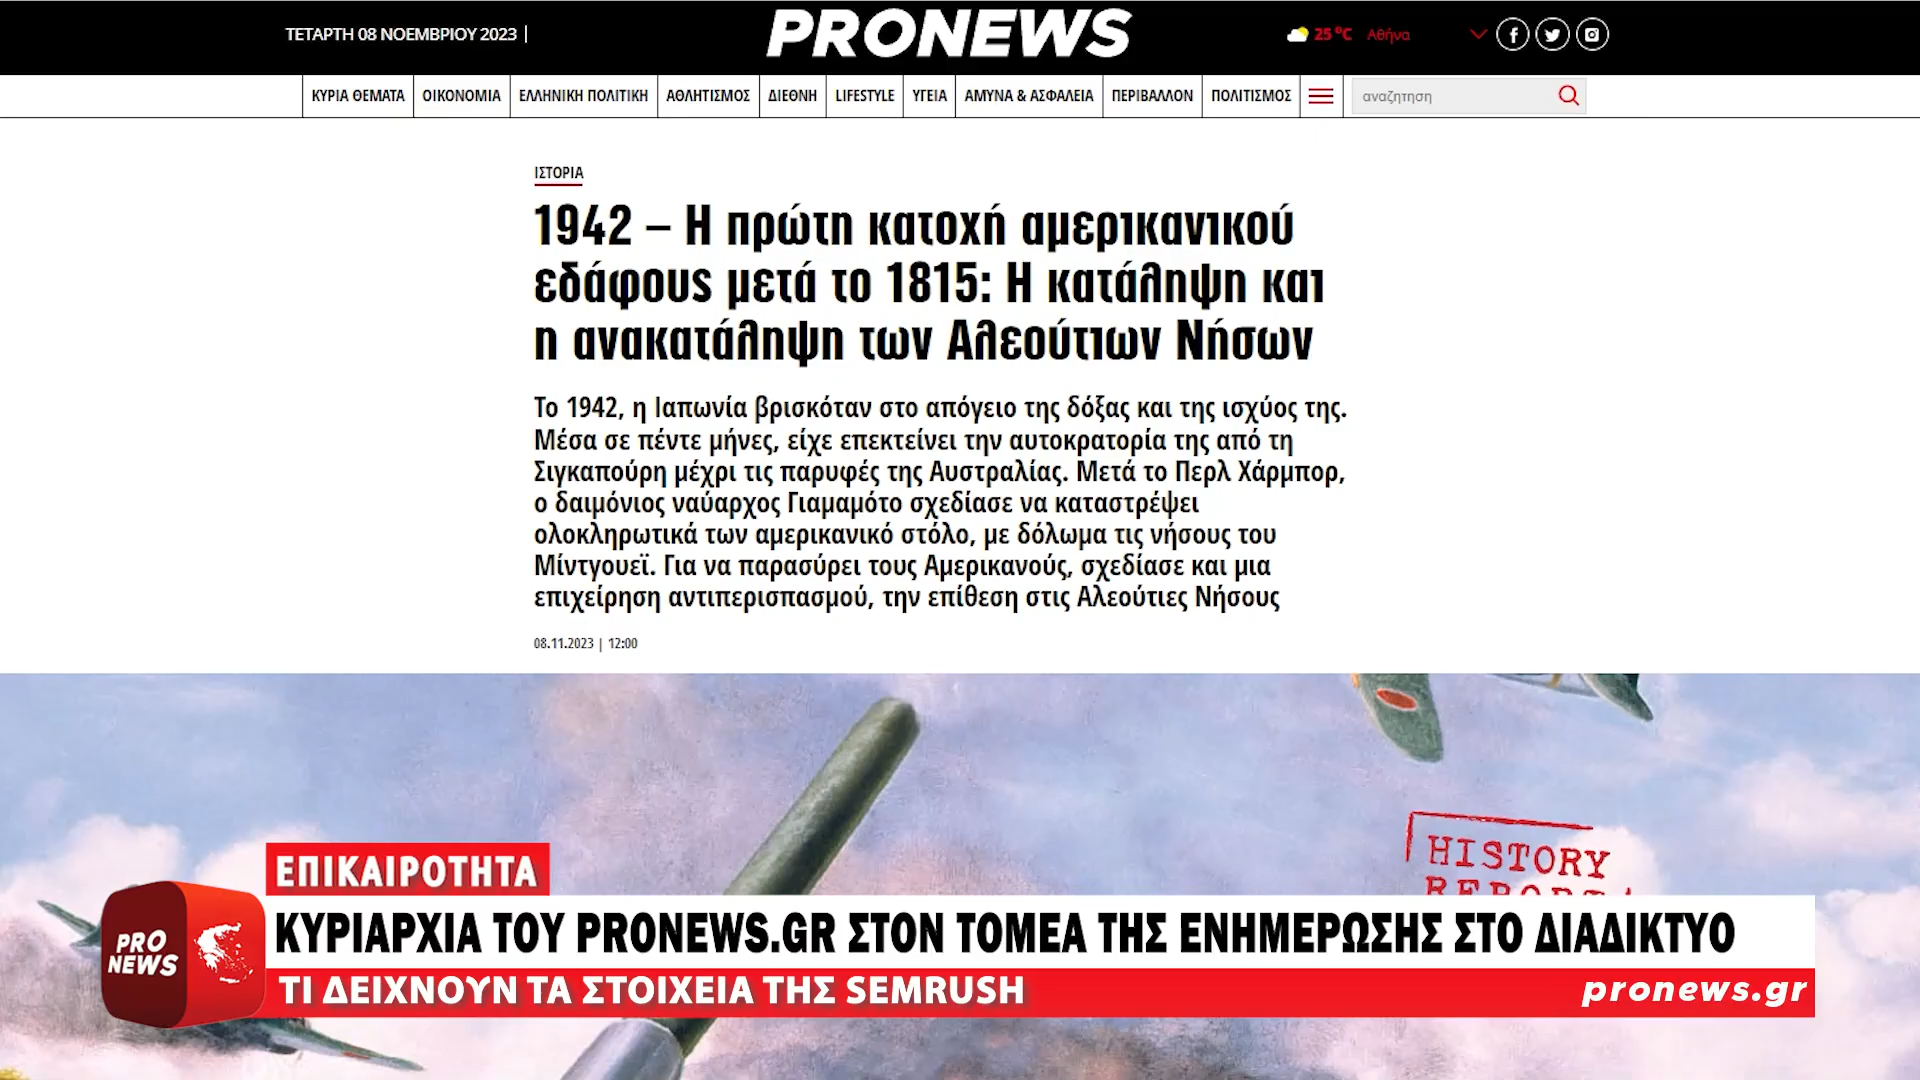 ΤΕΤΑΡΤΗ 08 ΝΟΕΜΒΡΙΟΥ 2023 |
PRONEWS
25 °C Αθήνα
ΚΥΡΙΑ ΘΕΜΑΤΑ ΟΙΚΟΝΟΜΙΑ ΕΛΛΗΝΙΚΗ ΠΟΛΙΤΙΚΗ ΑΘΛΗΤΙΣΜΟΣ ΔΙΕΘΝΗ LIFESTYLE ΥΓΕΙΑ ΑΜΥΝΑ & ΑΣΦΑΛΕΙΑ ΠΕΡΙΒΑΛΛΟΝ ΠΟΛΙΤΙΣΜΟΣ αναζητηση
ΙΣΤΟΡΙΑ
1942 – Η πρώτη κατοχή αμερικανικού
εδάφους μετά το 1815: Η κατάληψη και
η ανακατάληψη των Αλεούτιων Νήσων
Το 1942, η Ιαπωνία βρισκόταν στο απόγειο της δόξας και της ισχύος της.
Μέσα σε πέντε μήνες, είχε επεκτείνει την αυτοκρατορία της από τη
Σιγκαπούρη μέχρι τις παρυφές της Αυστραλίας. Μετά το Περλ Χάρμπορ,
ο δαιμόνιος ναύαρχος Γιαμαμότο σχεδίασε να καταστρέψει
ολοκληρωτικά των αμερικανικό στόλο, με δόλωμα τις νήσους του
Μίντγουεϊ. Για να παρασύρει τους Αμερικανούς, σχεδίασε και μια
επιχείρηση αντιπερισπασμού, την επίθεση στις Αλεούτιες Νήσους
08.11.2023 | 12:00
HISTORY
REPORT
ΕΠΙΚΑΙΡΟΤΗΤΑ
PRO
NEWS
ΚΥΡΙΑΡΧΙΑ ΤΟΥ PRONEWS.GR ΣΤΟΝ ΤΟΜΕΑ ΤΗΣ ΕΝΗΜΕΡΩΣΗΣ ΣΤΟ ΔΙΑΔΙΚΤΥΟ
ΤΙ ΔΕΙΧΝΟΥΝ ΤΑ ΣΤΟΙΧΕΙΑ ΤΗΣ SEMRUSH
pronews.gr